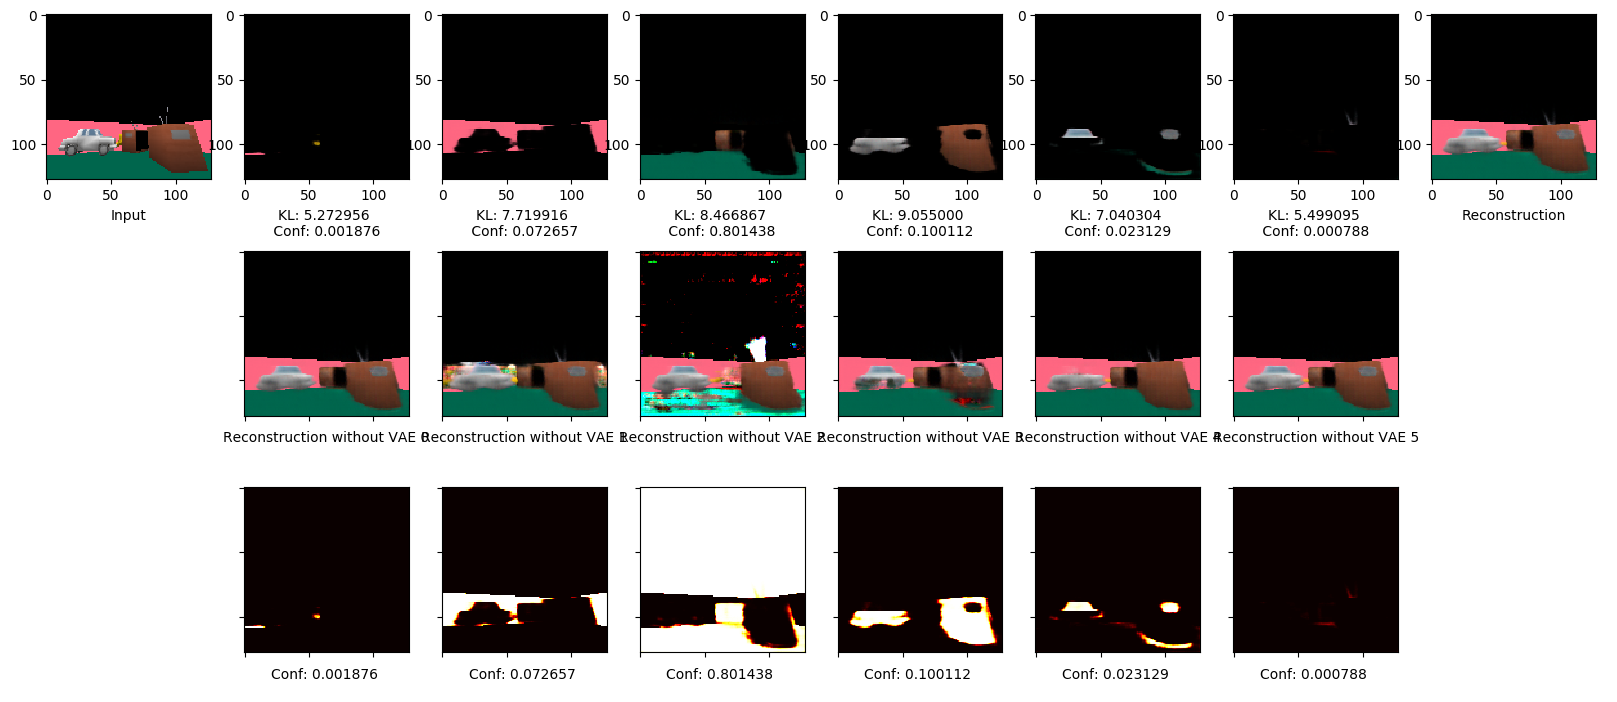 0 0 0 0 0 0 0 0
50 50 50 50 50 50 50 50
100 100 100 100 100 100 100 100
0 50 100 0 50 100 0 50 100 0 50 100 0 50 100 0 50 100 0 50 100 0 50 100
Input KL: 5.272956 KL: 7.719916 KL: 8.466867 KL: 9.055000 KL: 7.040304 KL: 5.499095 Reconstruction
Conf: 0.001876 Conf: 0.072657 Conf: 0.801438 Conf: 0.100112 Conf: 0.023129 Conf: 0.000788
Reconstruction without VAE 0 Reconstruction without VAE 1 Reconstruction without VAE 2 Reconstruction without VAE 3 Reconstruction without VAE 4 Reconstruction without VAE 5
Conf: 0.001876 Conf: 0.072657 Conf: 0.801438 Conf: 0.100112 Conf: 0.023129 Conf: 0.000788